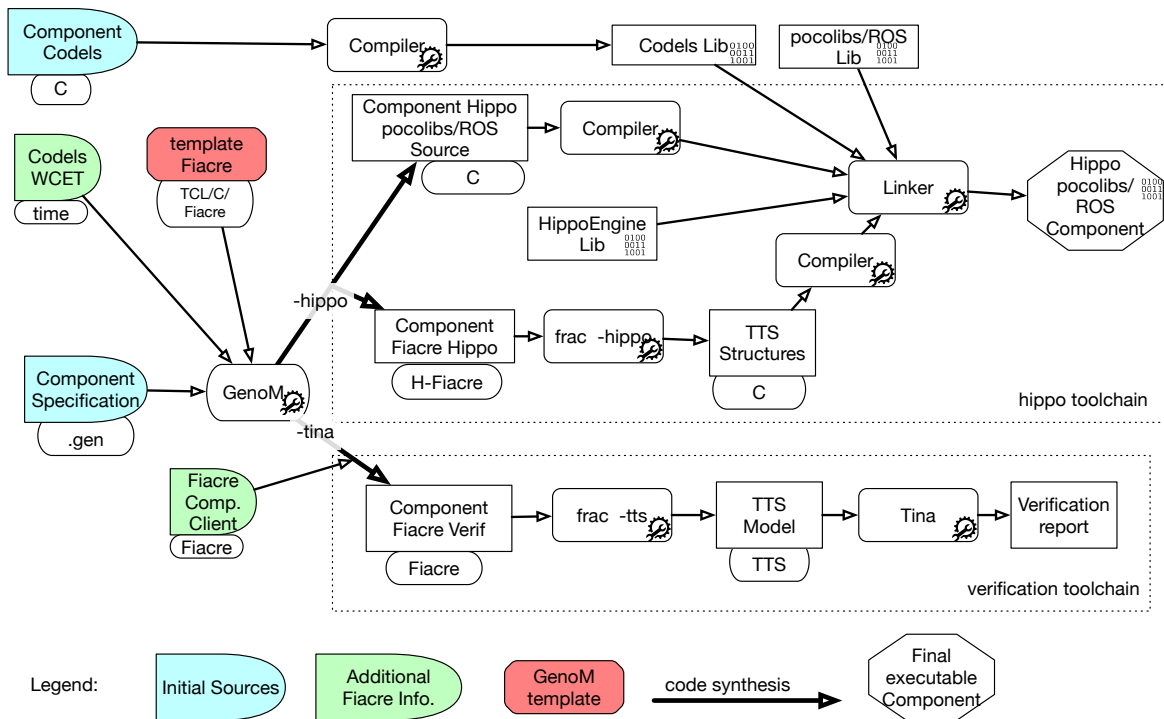 Component
Codels
C
Compiler
Codels Lib
0100
0011
1001
pocolibs/ROS
Lib
0100
0011
1001
Codels
WCET
time
template
Fiacre
TCL/C/
Fiacre
Component Hippo
pocolibs/ROS
Source
C
Compiler
Linker
Hippo
pocolibs/
ROS
Component
0100
0011
1001
HippoEngine
Lib
0100
0011
1001
Compiler
-hippo
Component
Fiacre Hippo
H-Fiacre
frac -hippo
TTS
Structures
C
hippo toolchain
Component
Specification
.gen
GenoM
-tina
Fiacre
Comp.
Client
Fiacre
Component
Fiacre Verif
Fiacre
frac -tts
TTS
Model
TTS
Tina
Verification
report
verification toolchain
Legend:
Initial Sources
Additional
Fiacre Info.
GenoM
template
code synthesis
Final
executable
Component